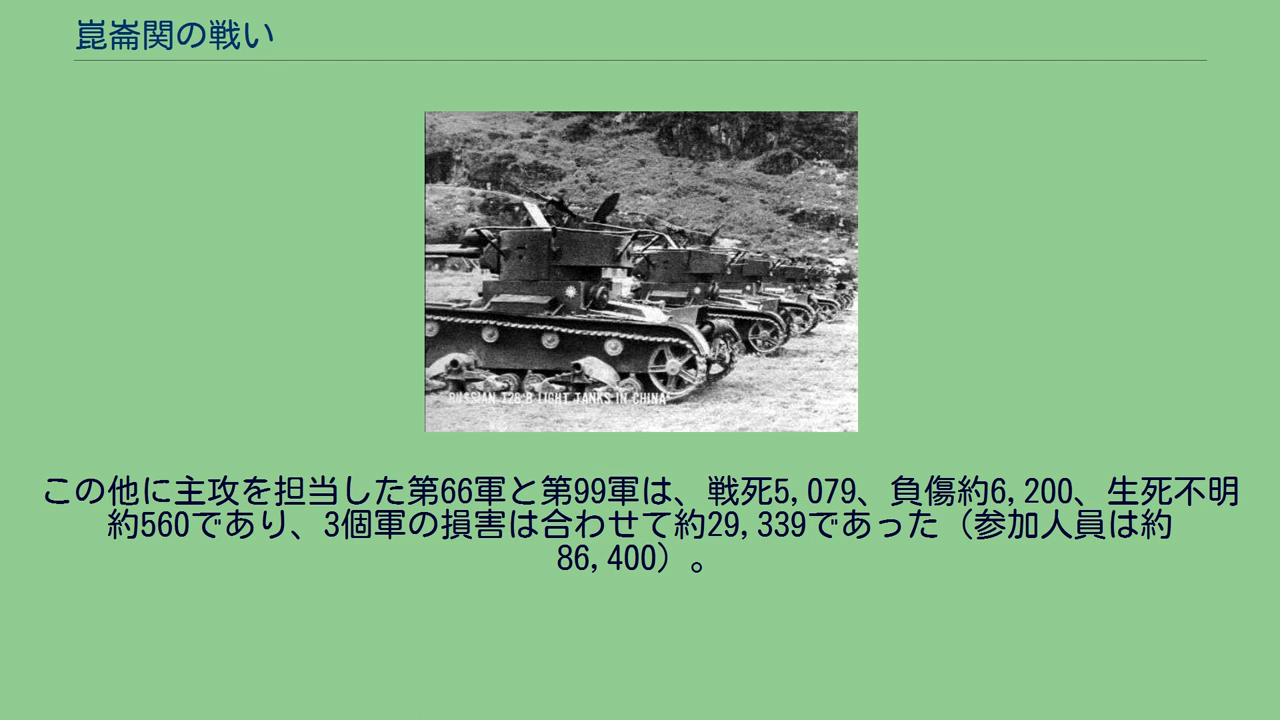 崑崙関の戦い
RUSSIAN T26 B LIGHT TANKS IN CHINA
この他に主攻を担当した第66軍と第99軍は、戦死5,079、負傷約6,200、生死不明
約560であり、3個軍の損害は合わせて約29,339であった（参加人員は約
86,400）。